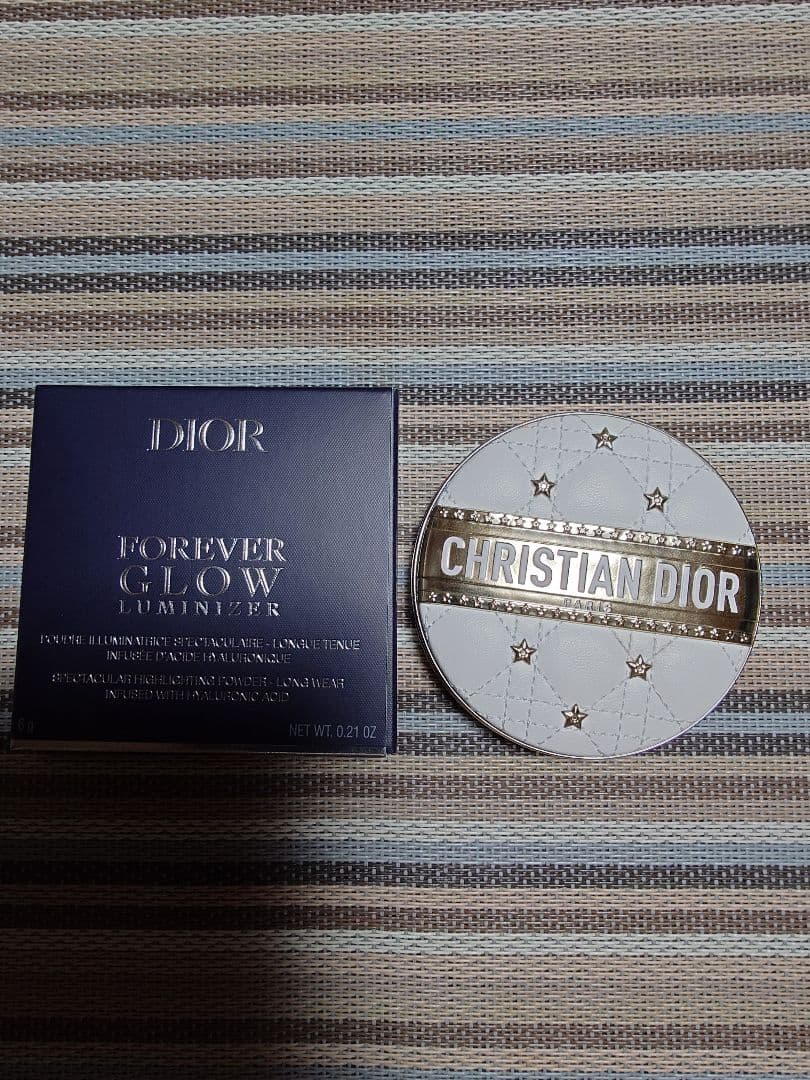 DIOR
FOREVER
GLOW
LUMINIZER
POUDRE ILLUMINATRICE SPECTACULAIRE - LONGUE TENUE
INFUSÉE D'ACIDE HYALURONIQUE
SPECTACULAR HIGHLIGHTING POWDER - LONG WEAR
INFUSED WITH HYALURONIC ACID
6 g
NET WT. 0.21 OZ
CHRISTIAN DIOR
PARIS